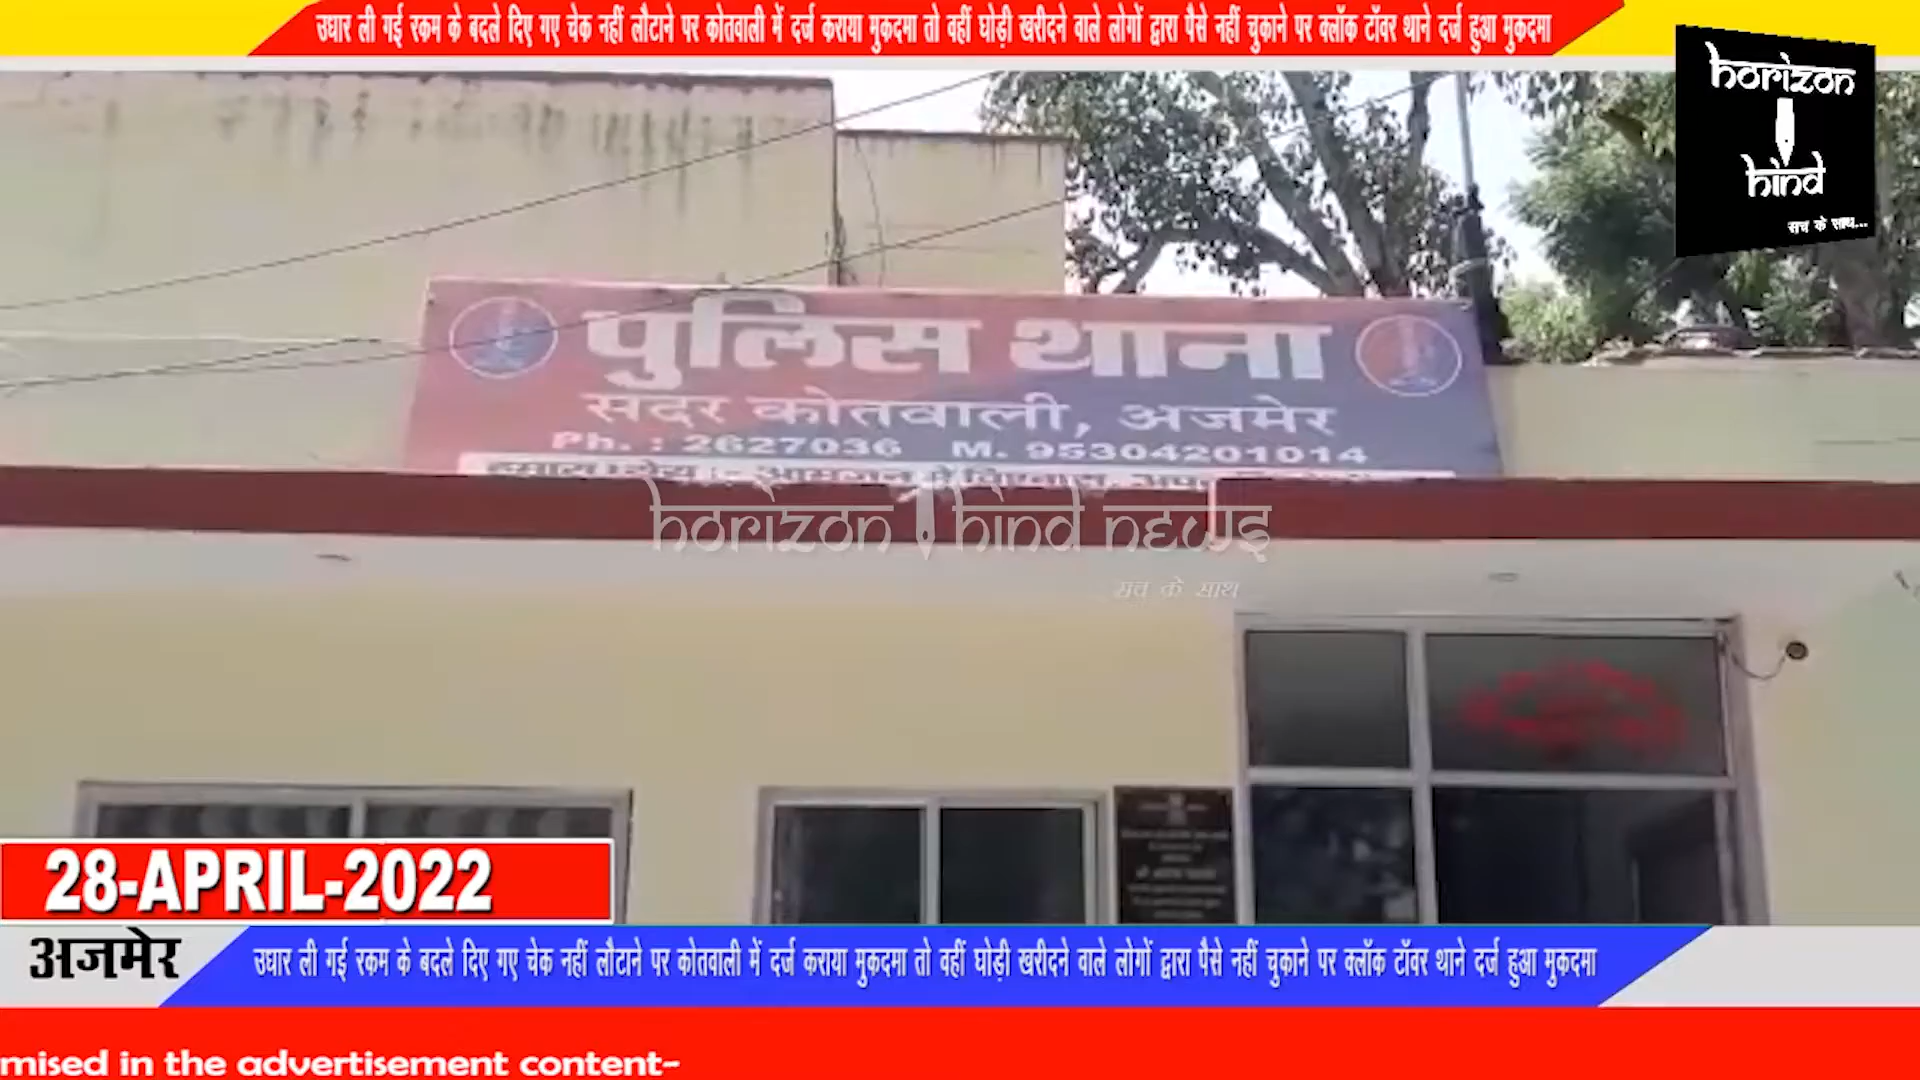 उधार ली गई रकम के बदले दिए गए चेक नहीं लौटाने पर कोतवाली में दर्ज कराया मुकदमा तो वहीं घोड़ी खरीदने वाले लोगों द्वारा पैसे नहीं चुकाने पर क्लॉक टॉवर थाने दर्ज हुआ मुकदमा
horizon
hind
सच के साथ...
पुलिस थाना
सदर कोतवाली, अजमेर
Ph. : 2627036 M. 95304201014
horizon hind news
सच के साथ
28-APRIL-2022
अजमेर
उधार ली गई रकम के बदले दिए गए चेक नहीं लौटाने पर कोतवाली में दर्ज कराया मुकदमा तो वहीं घोड़ी खरीदने वाले लोगों द्वारा पैसे नहीं चुकाने पर क्लॉक टॉवर थाने दर्ज हुआ मुकदमा
mised in the advertisement content-